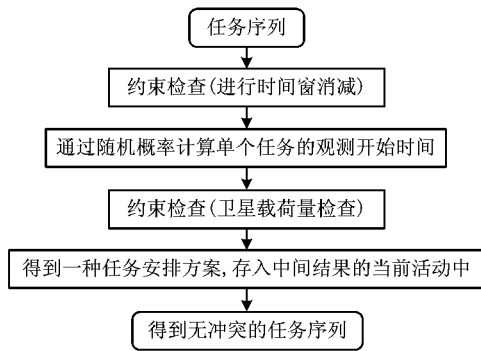 任务序列
约束检查(进行时间窗消减)
通过随机概率计算单个任务的观测开始时间
约束检查(卫星载荷量检查)
得到一种任务安排方案,存入中间结果的当前活动中
得到无冲突的任务序列